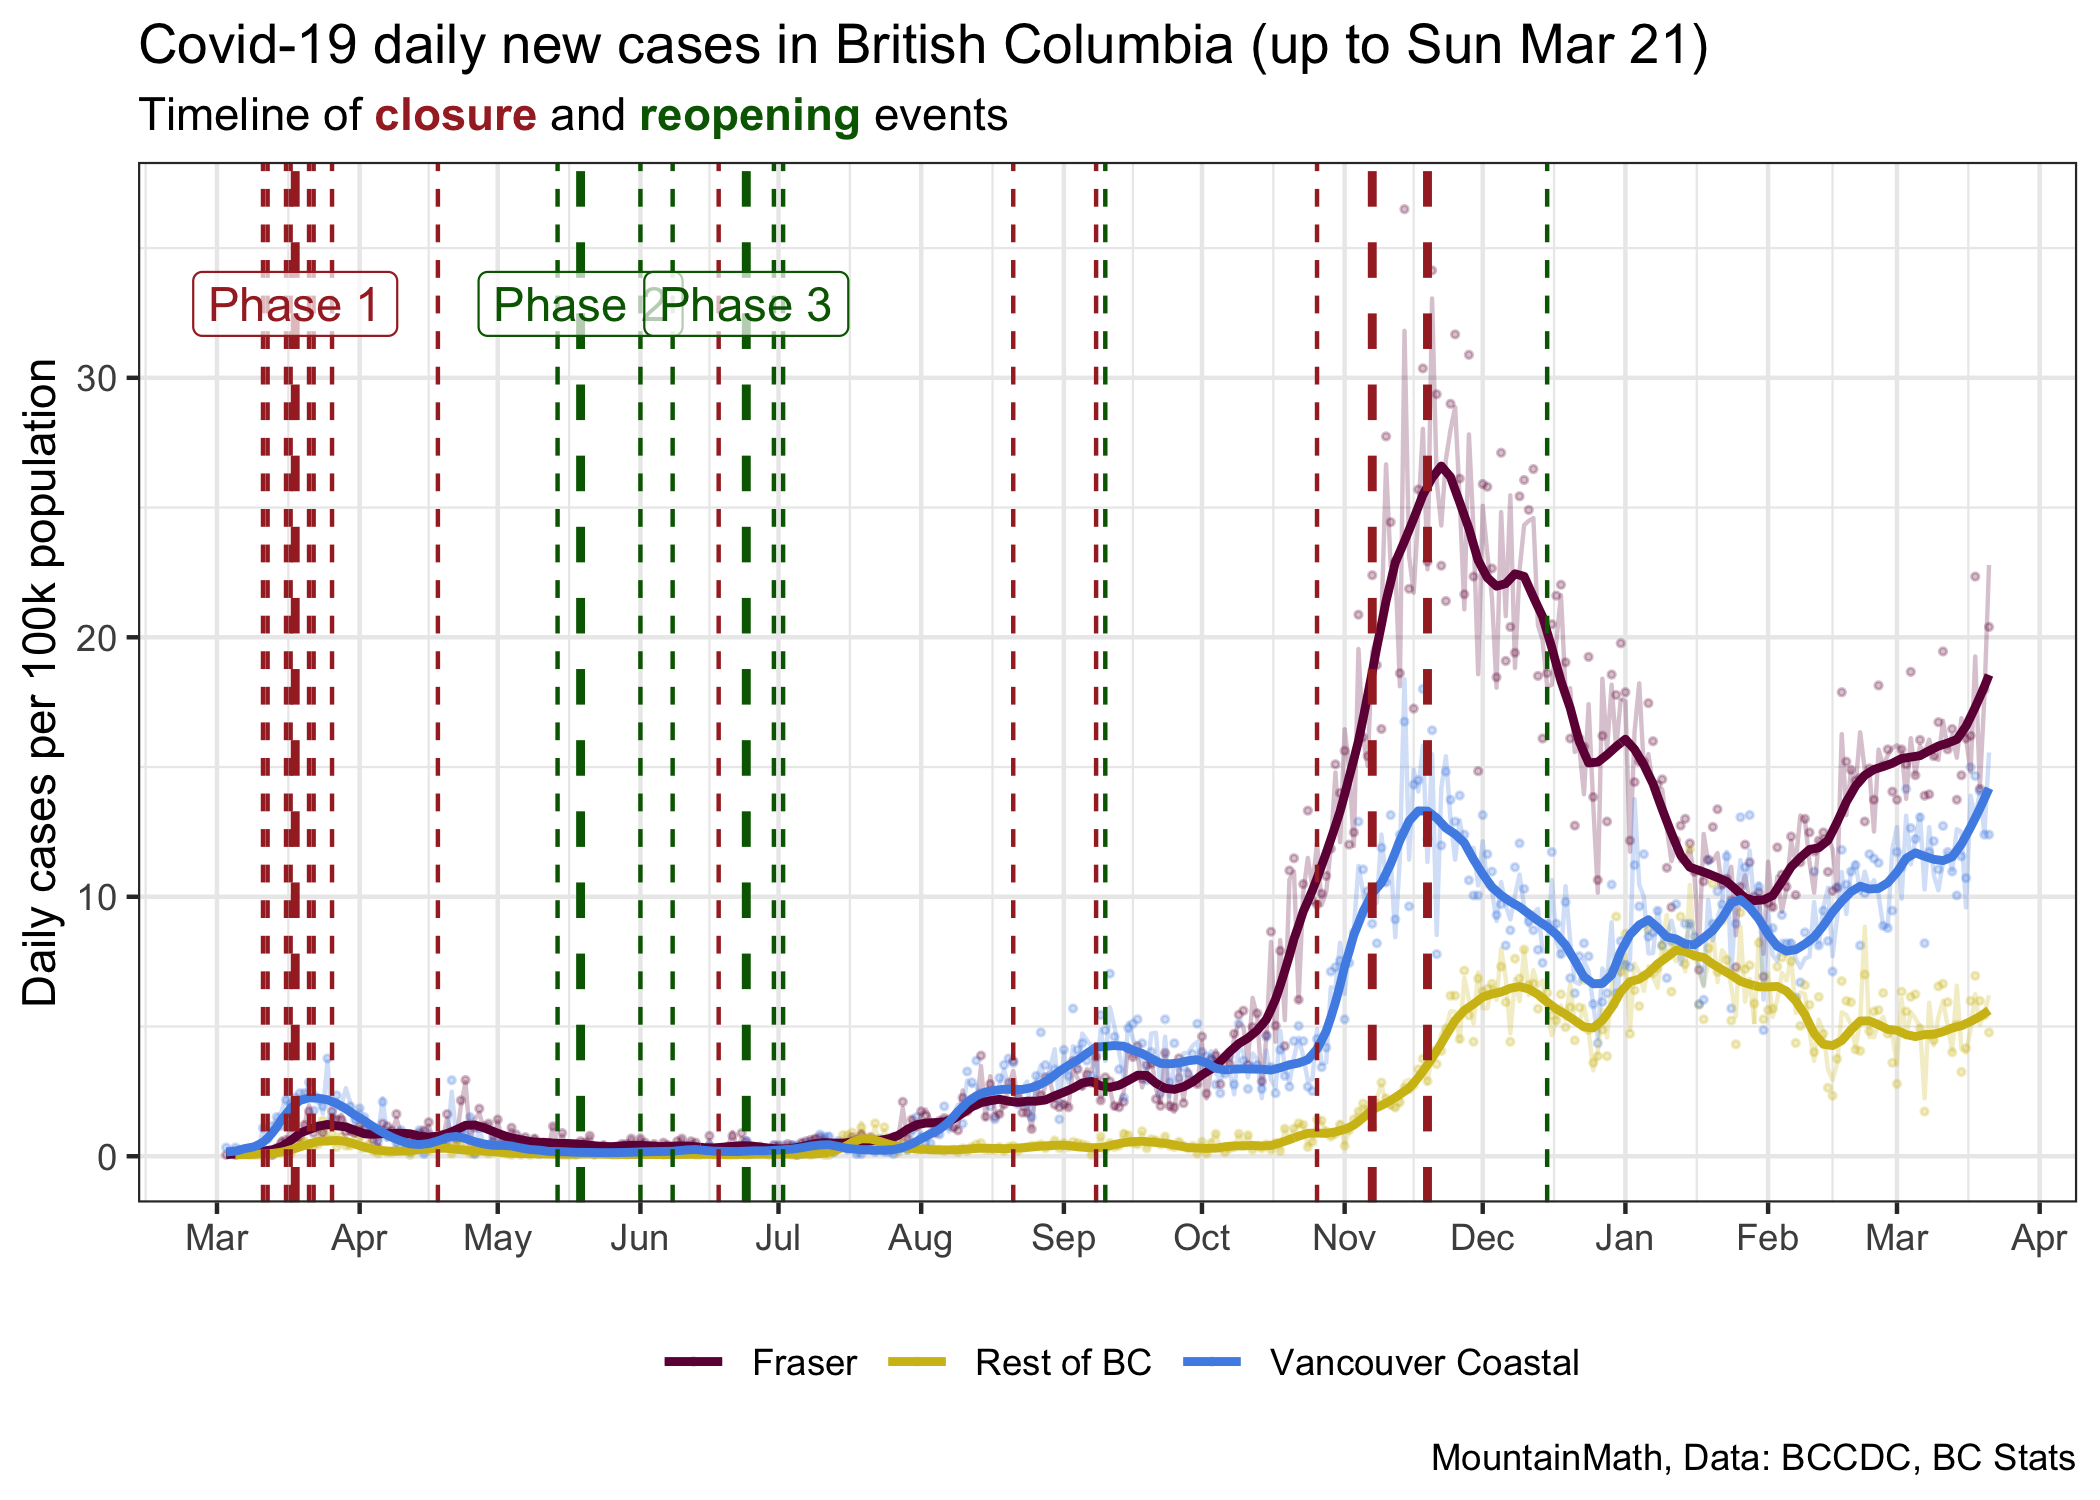 Covid-19 daily new cases in British Columbia (up to Sun Mar 21)
Timeline of closure and reopening events
Daily cases per 100k population
Phase 1
Phase 2
Phase 3
30
20
10
0
Mar Apr May Jun Jul Aug Sep Oct Nov Dec Jan Feb Mar Apr
Fraser Rest of BC Vancouver Coastal
MountainMath, Data: BCCDC, BC Stats